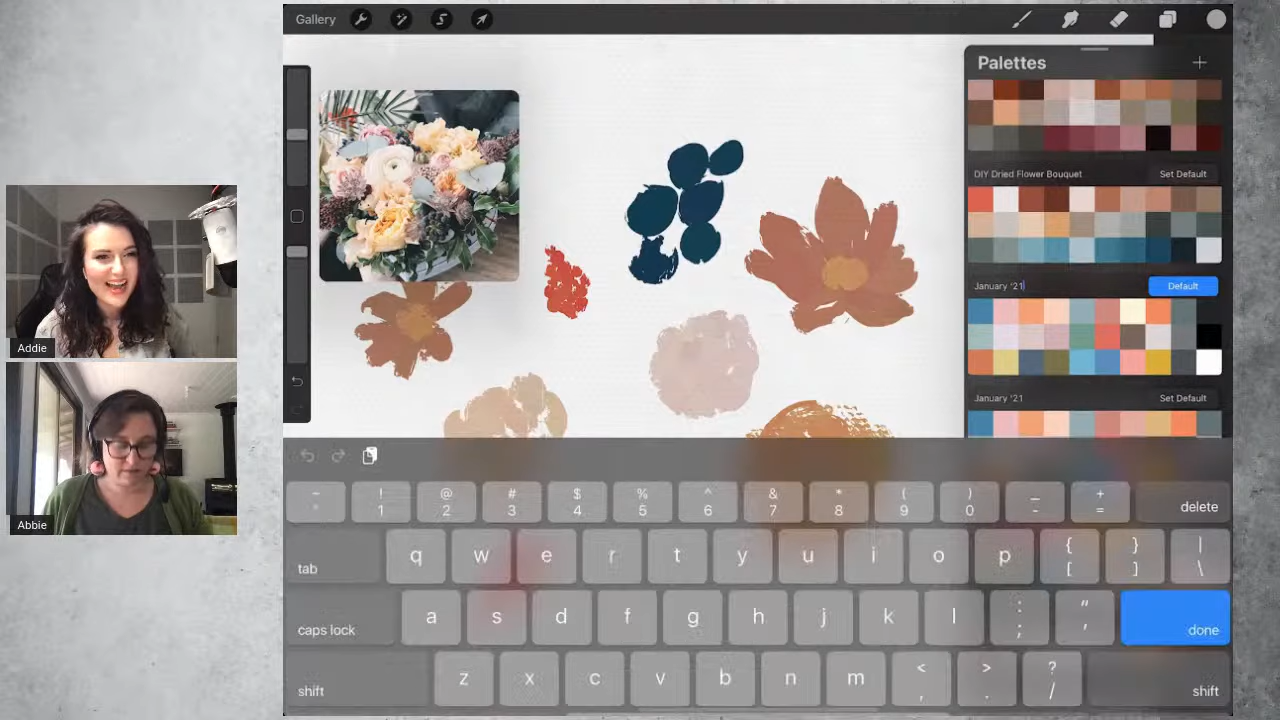 Gallery
Palettes
DIY Dried Flower Bouquet Set Default
January '21 Default
January '21 Set Default
Addie
Abbie
~ ! @ # $ % ^ & * ( ) _ +
` 1 2 3 4 5 6 7 8 9 0 - = delete
tab q w e r t y u i o p { [ } ] | \
caps lock a s d f g h j k l : ; " ' done
shift z x c v b n m < , > . ? / shift